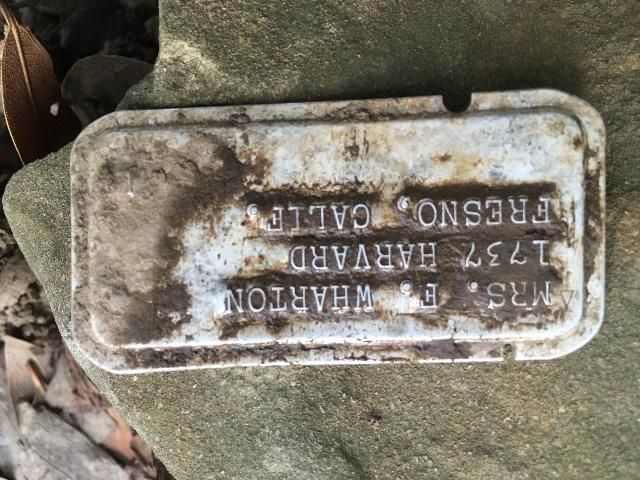 MRS. F. WHARTON
1737 HARVARD
FRESNO, CALIF.